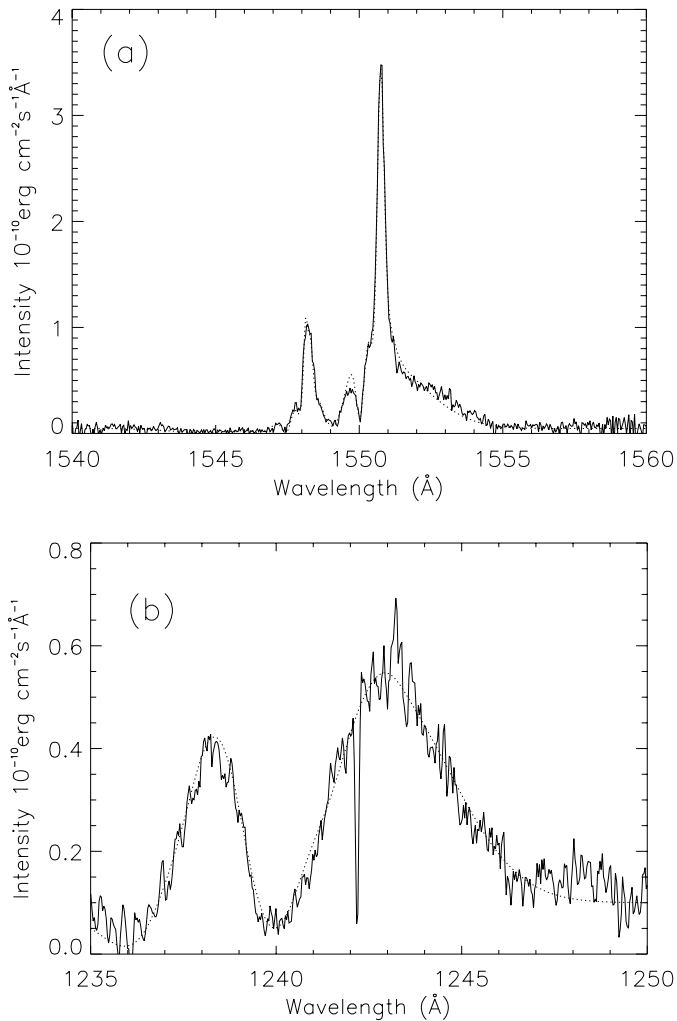 (a)
4
3
2
1
0
Intensity 10⁻¹⁰erg cm⁻²s⁻¹Å⁻¹
1540 1545 1550 1555 1560
Wavelength (Å)
(b)
0.8
0.6
0.4
0.2
0.0
Intensity 10⁻¹⁰erg cm⁻²s⁻¹Å⁻¹
1235 1240 1245 1250
Wavelength (Å)